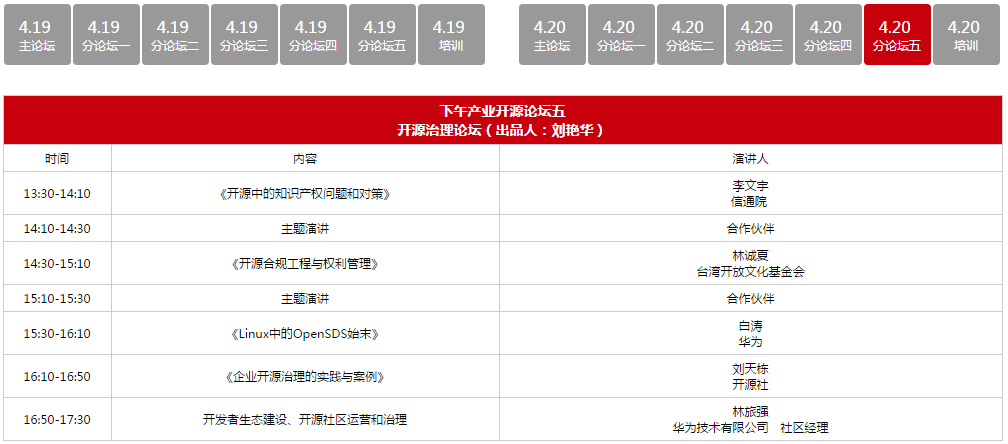 4.19 4.19 4.19 4.19 4.19 4.19 4.19 4.20 4.20 4.20 4.20 4.20 4.20 4.20
主论坛 分论坛一 分论坛二 分论坛三 分论坛四 分论坛五 培训 主论坛 分论坛一 分论坛二 分论坛三 分论坛四 分论坛五 培训
下午产业开源论坛五
开源治理论坛（出品人：刘艳华）
时间 内容 演讲人
13:30-14:10 《开源中的知识产权问题和对策》 李文宇
信通院
14:10-14:30 主题演讲 合作伙伴
14:30-15:10 《开源合规工程与权利管理》 林诚夏
台湾开放文化基金会
15:10-15:30 主题演讲 合作伙伴
15:30-16:10 《Linux中的OpenSDS始末》 白涛
华为
16:10-16:50 《企业开源治理的实践与案例》 刘天栋
开源社
16:50-17:30 开发者生态建设、开源社区运营和治理 林旅强
华为技术有限公司 社区经理